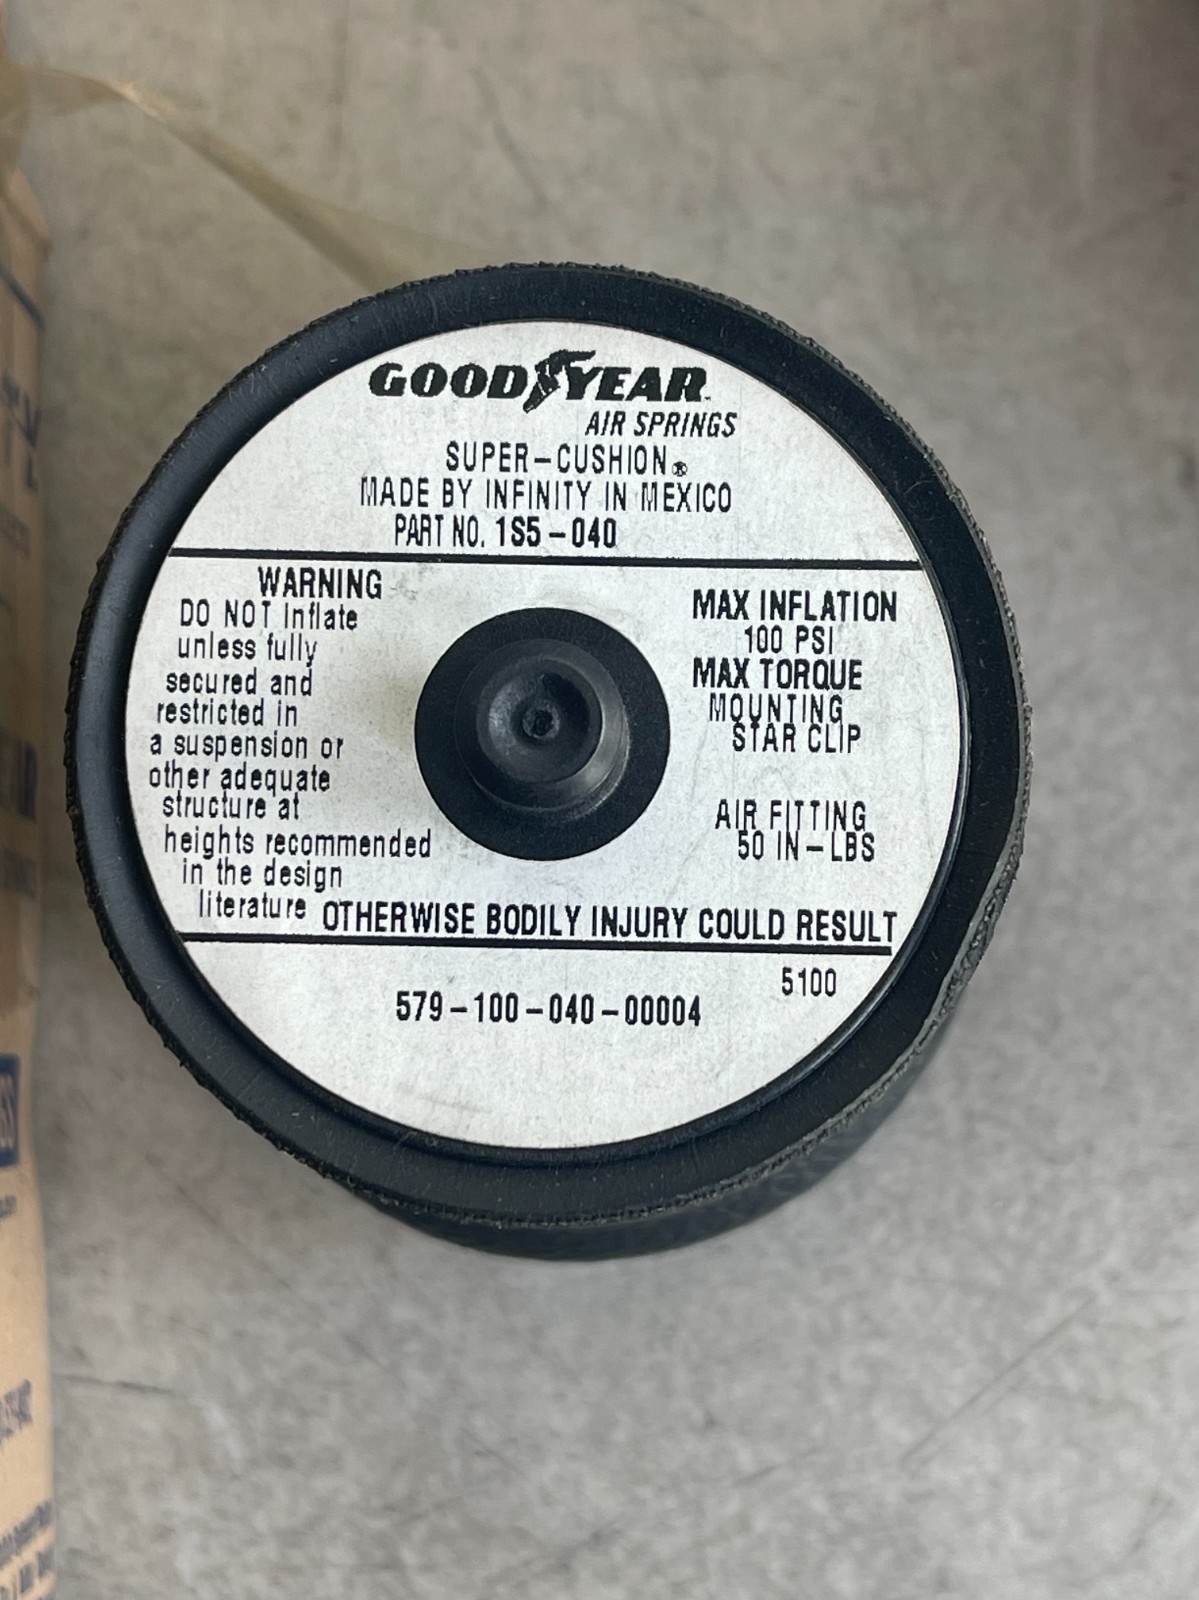 GOODYEAR
AIR SPRINGS
SUPER-CUSHION®
MADE BY INFINITY IN MEXICO
PART NO. 1S5-040
WARNING
DO NOT Inflate
unless fully
secured and
restricted in
a suspension or
other adequate
structure at
heights recommended
in the design
literature OTHERWISE BODILY INJURY COULD RESULT
MAX INFLATION
100 PSI
MAX TORQUE
MOUNTING
STAR CLIP
AIR FITTING
50 IN-LBS
5100
579-100-040-00004